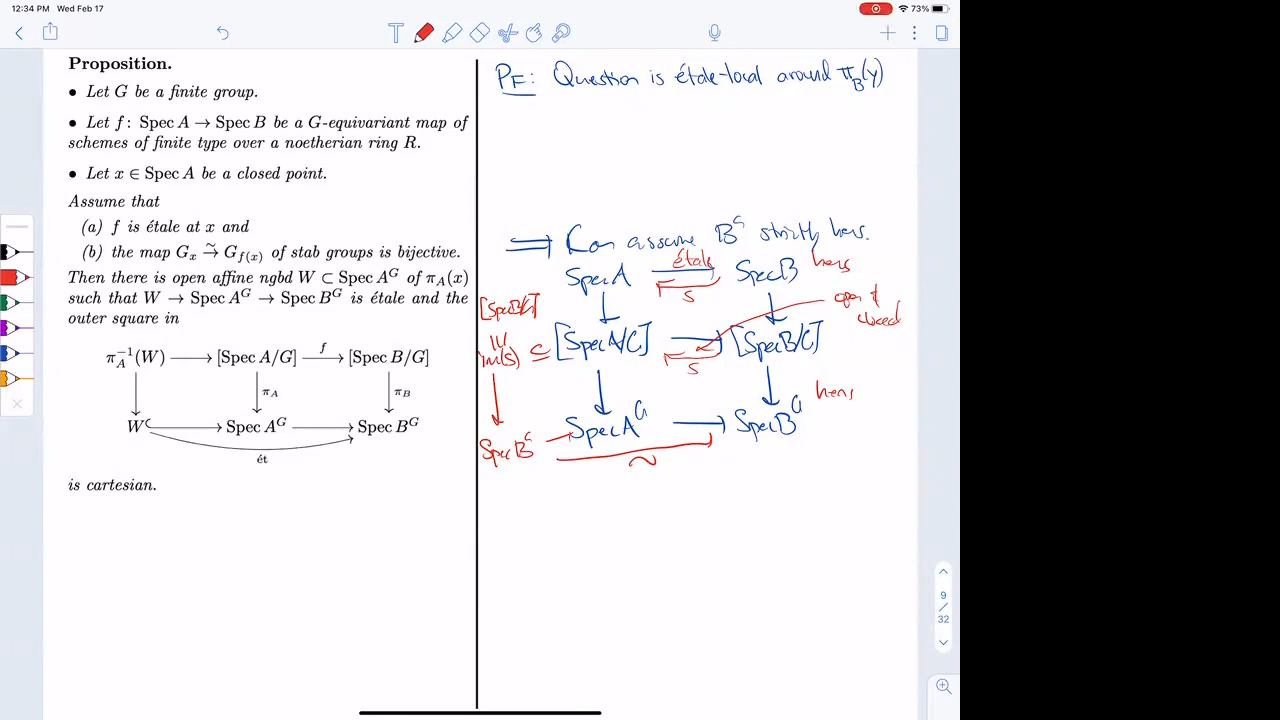 12:34 PM Wed Feb 17
73%
Proposition.
• Let G be a finite group.
• Let f: Spec A → Spec B be a G-equivariant map of
schemes of finite type over a noetherian ring R.
• Let x ∈ Spec A be a closed point.
Assume that
(a) f is étale at x and
(b) the map G_x ⥲ G_{f(x)} of stab groups is bijective.
Then there is open affine ngbd W ⊂ Spec A^G of π_A(x)
such that W → Spec A^G → Spec B^G is étale and the
outer square in
π_A^{-1}(W) → [Spec A/G] →f [Spec B/G]
π_A π_B
W ↪ Spec A^G → Spec B^G
ét
is cartesian.
PF: Question is étale-local around π_B(y)
⟹ Can assume B^G strictly hens.
Spec A étale Spec B hens
s
open & closed
[Spec B/G]
im(s) ⊆ [Spec A/G] → [Spec B/G]
s
hens
Spec B^G → Spec A^G → Spec B^G
~
9
/
32